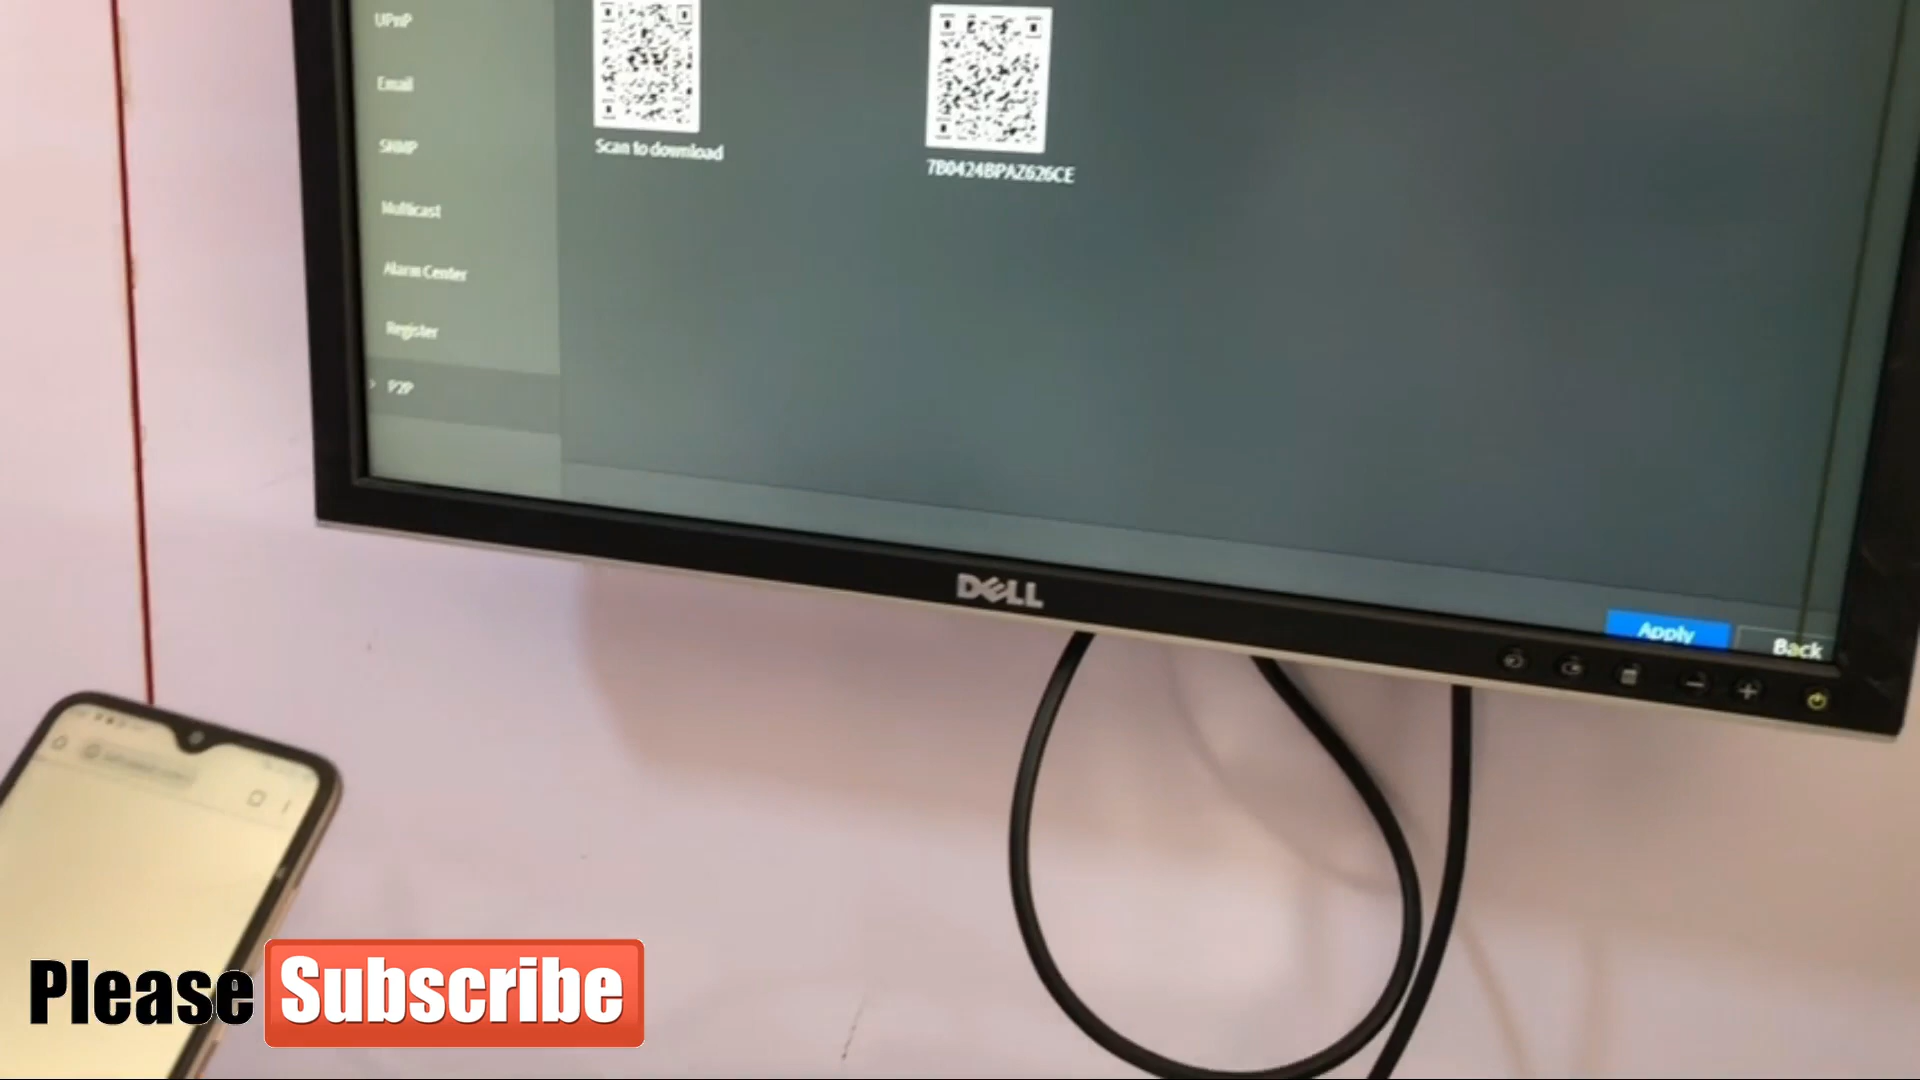 UPnP
Email
SNMP
Multicast
Alarm Center
Register
P2P
Scan to download
7B0424BPAZ626CE
DELL
Apply
Back
Please Subscribe